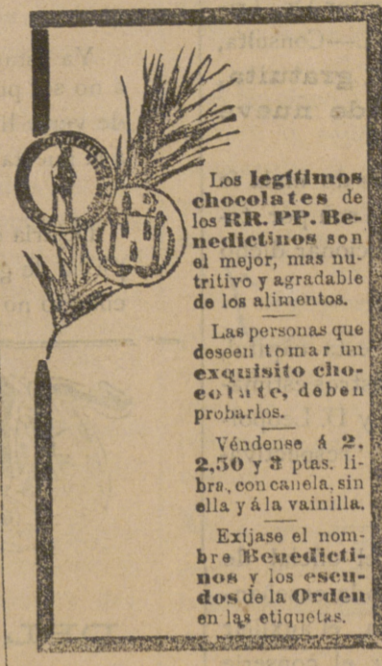 Los legítimos
chocolates de
los RR. PP. Be-
nedictinos son
el mejor, mas nu-
tritivo y agradable
de los alimentos.
Las personas que
deseen tomar un
exquisito cho-
colate, deben
probarlos.
Véndense á 2,
2,50 y 3 ptas. li-
bra, con canela, sin
ella y á la vainilla.
Exíjase el nom-
bre Benedicti-
nos y los escu-
dos de la Orden
en las etiquetas.